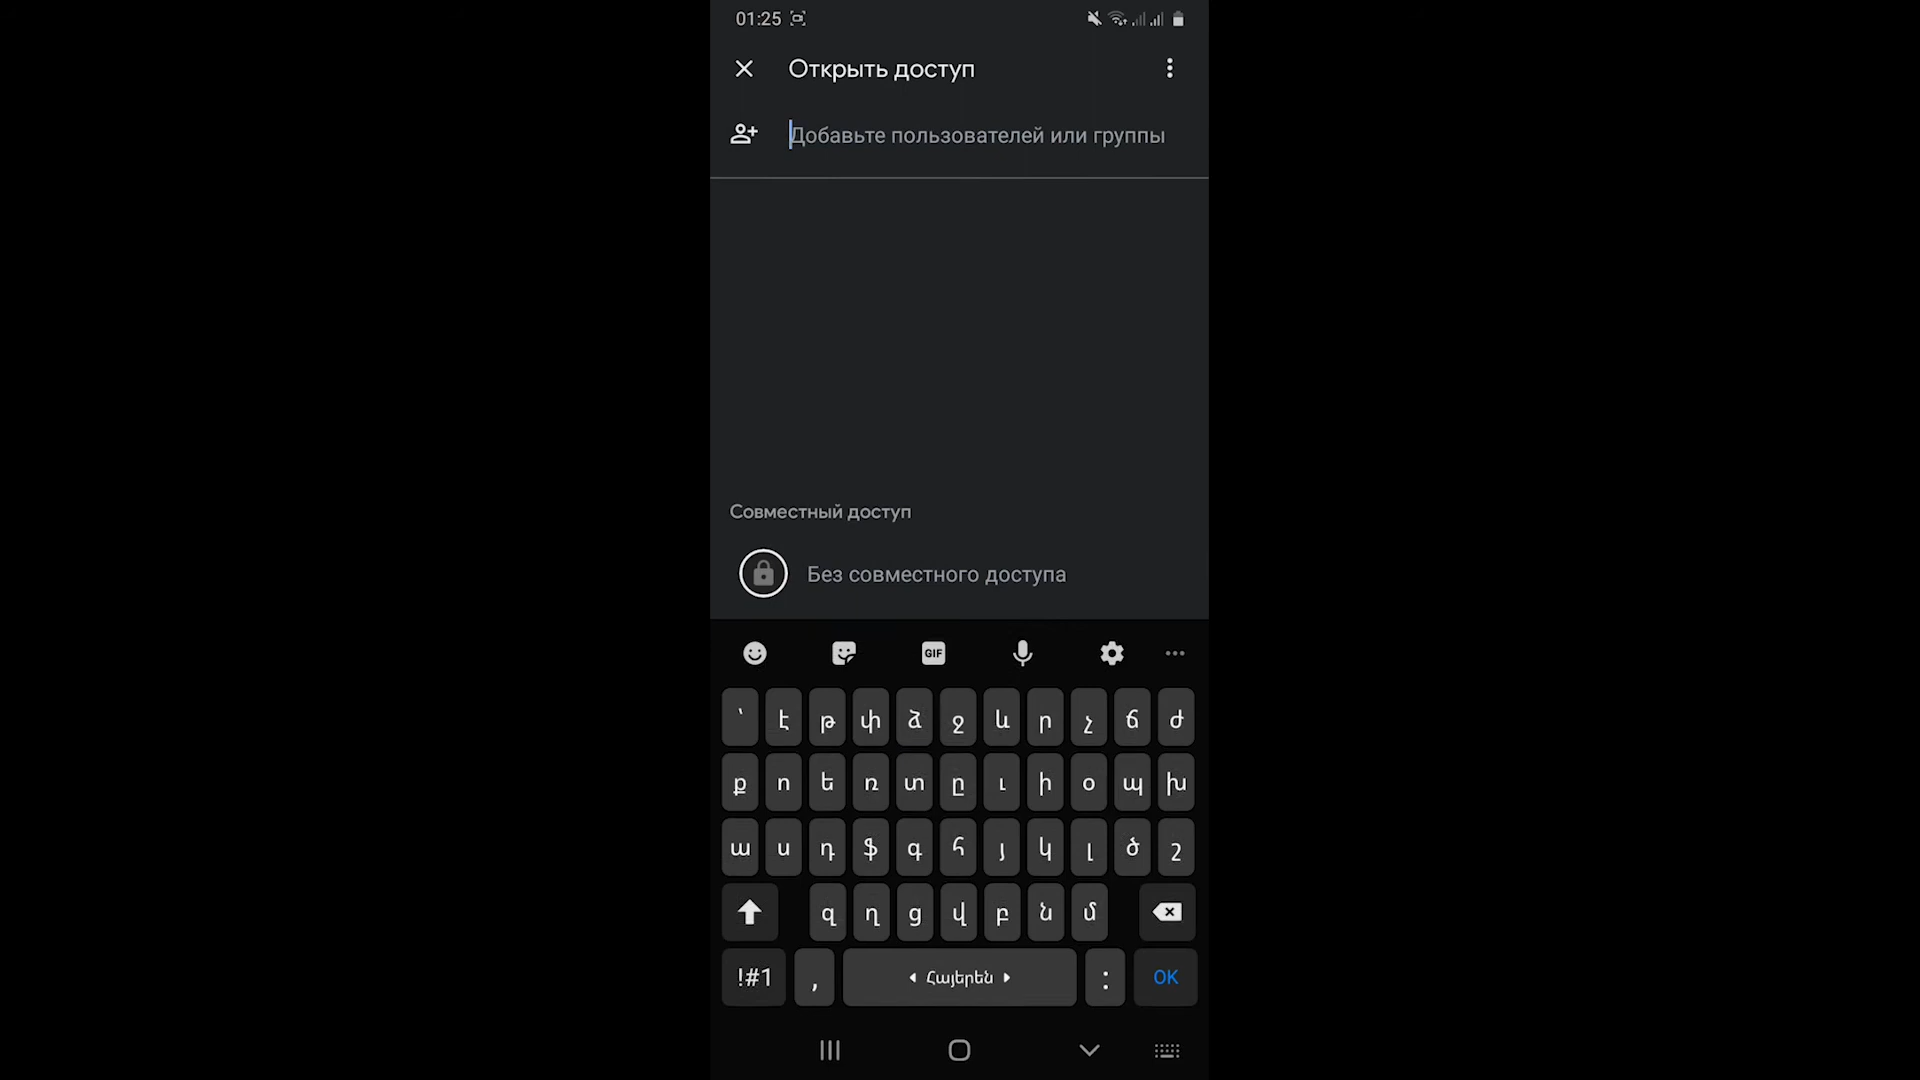 01:25
Открыть доступ
Добавьте пользователей или группы
Совместный доступ
Без совместного доступа
GIF
՝ է թ փ ձ ջ և ր չ ճ ժ
ք ո ե ռ տ ը ւ ի օ պ խ
ա ս դ ֆ գ հ յ կ լ ծ շ
զ ղ ց վ բ ն մ
!#1 , Հայերեն : OK